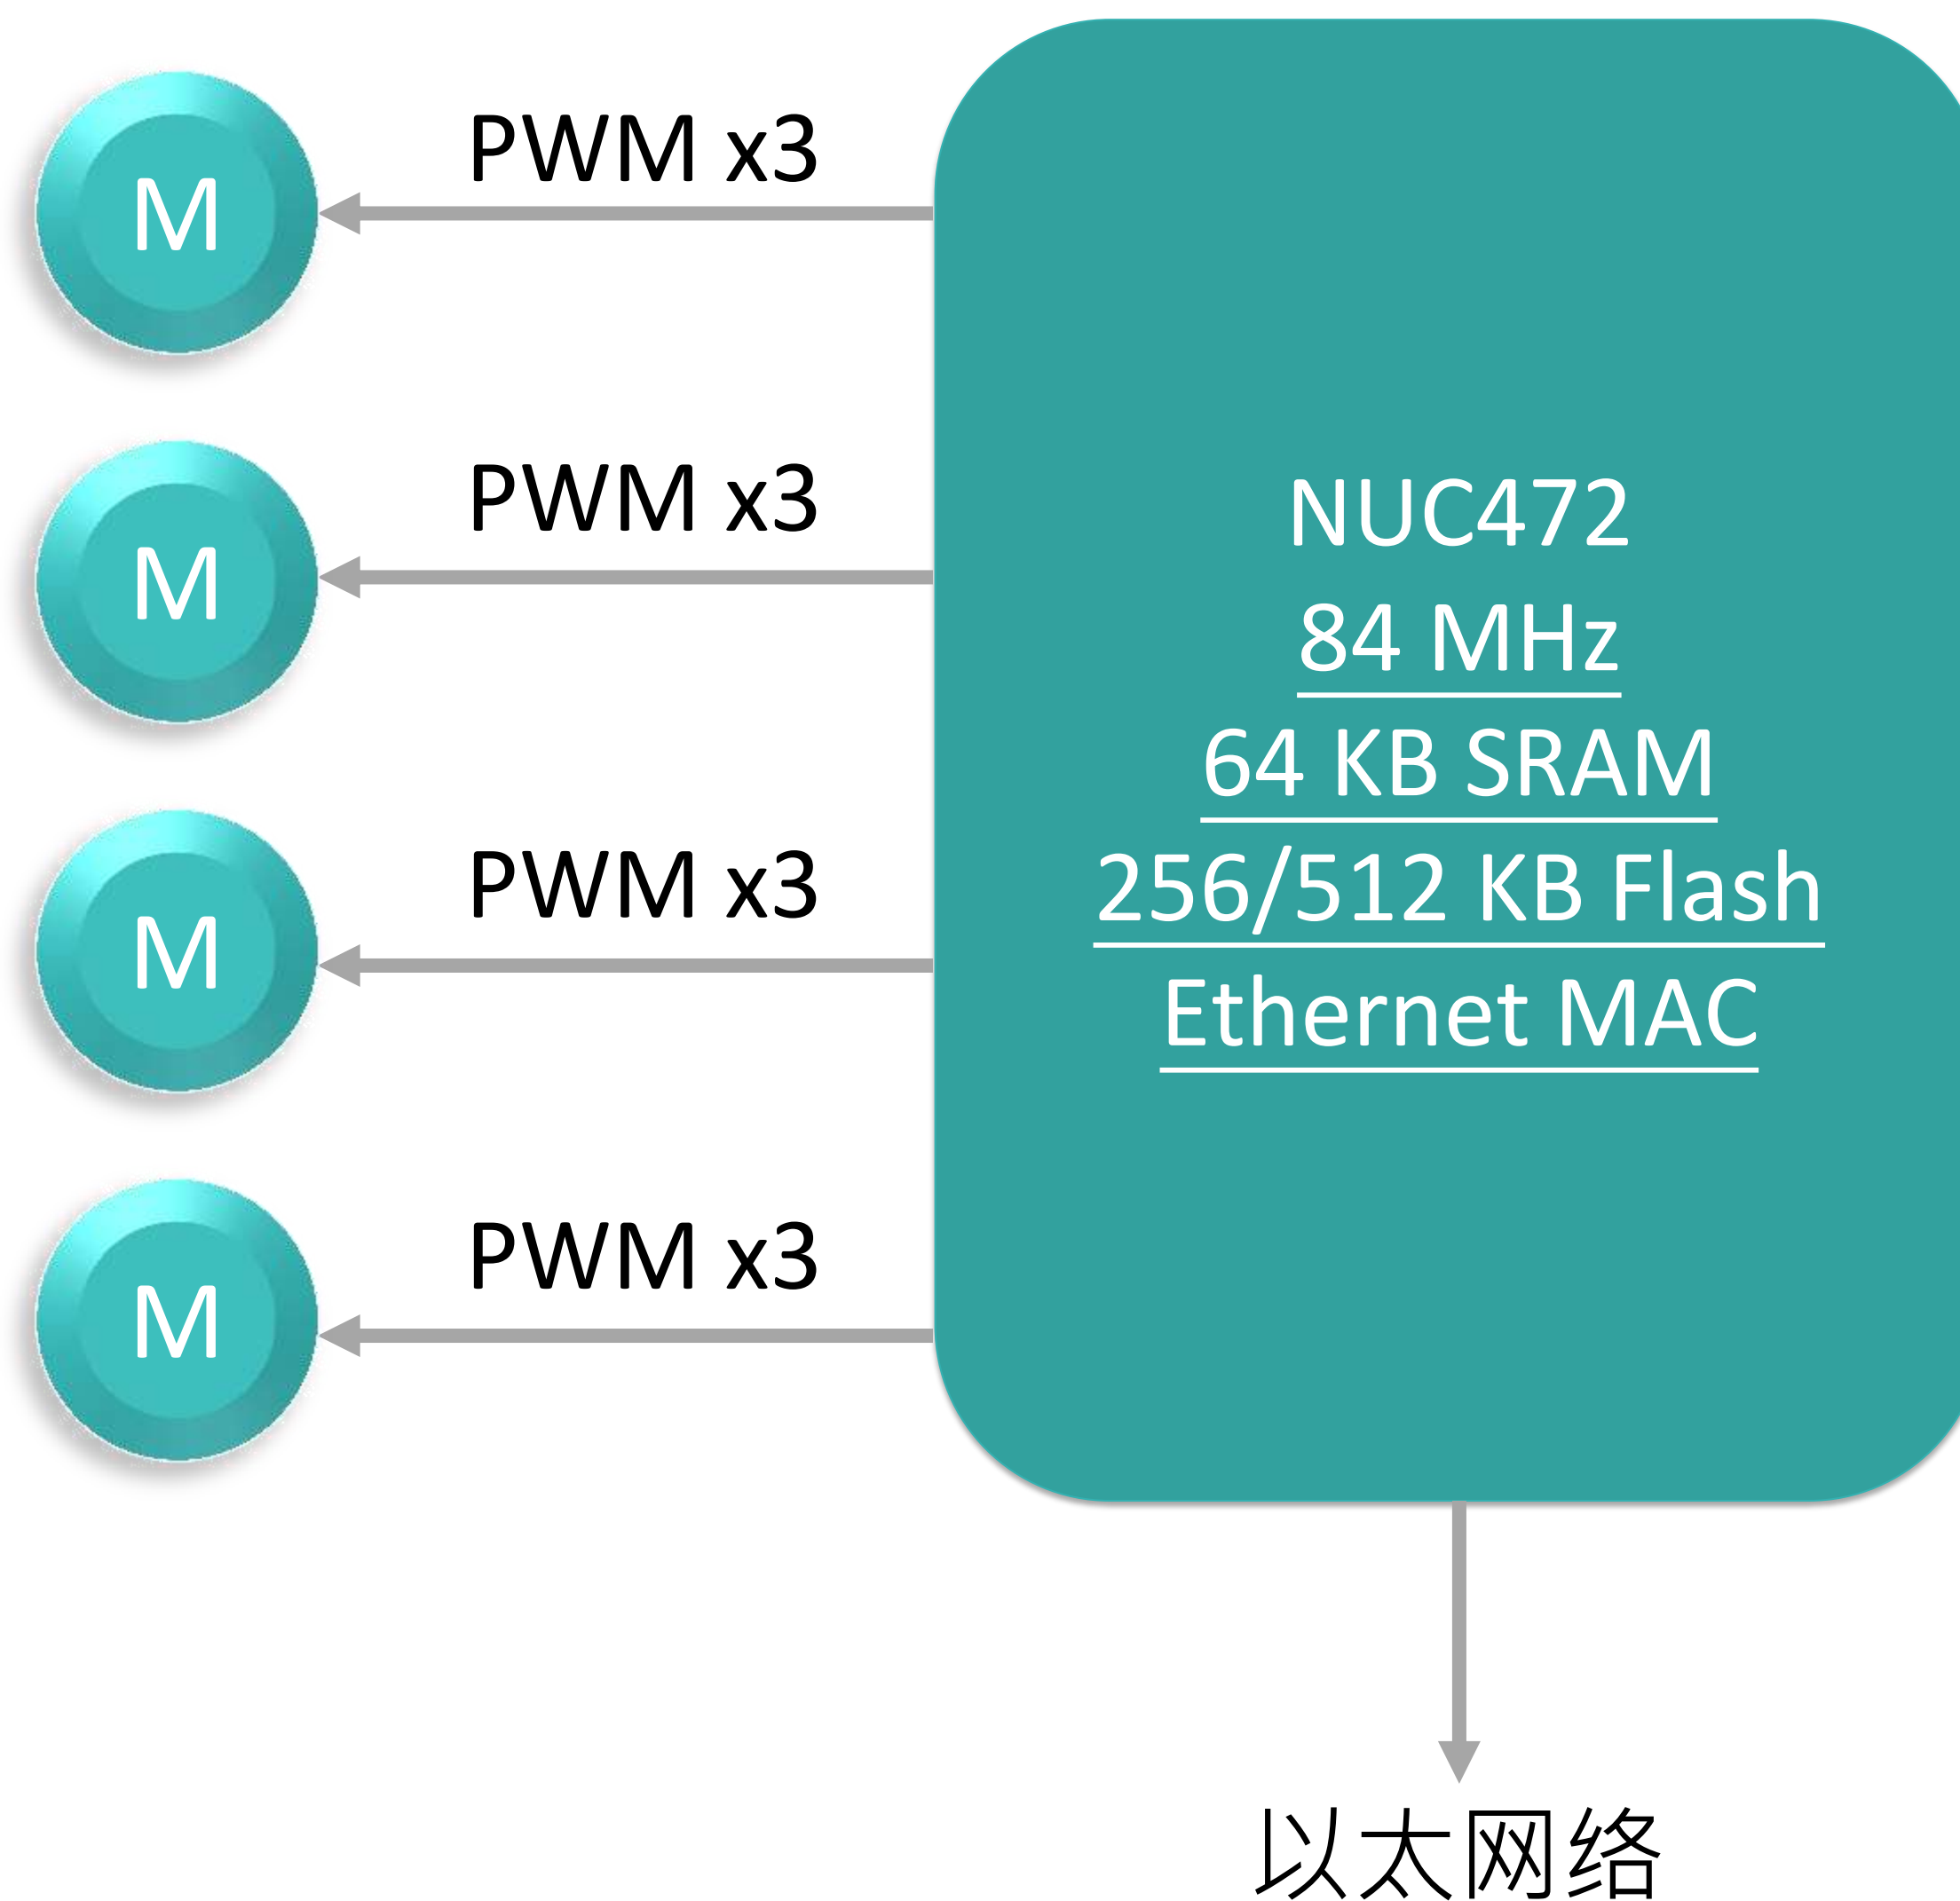 M
PWM x3
M
PWM x3
NUC472
84 MHz
64 KB SRAM
256/512 KB Flash
Ethernet MAC
M
PWM x3
M
PWM x3
以太网络